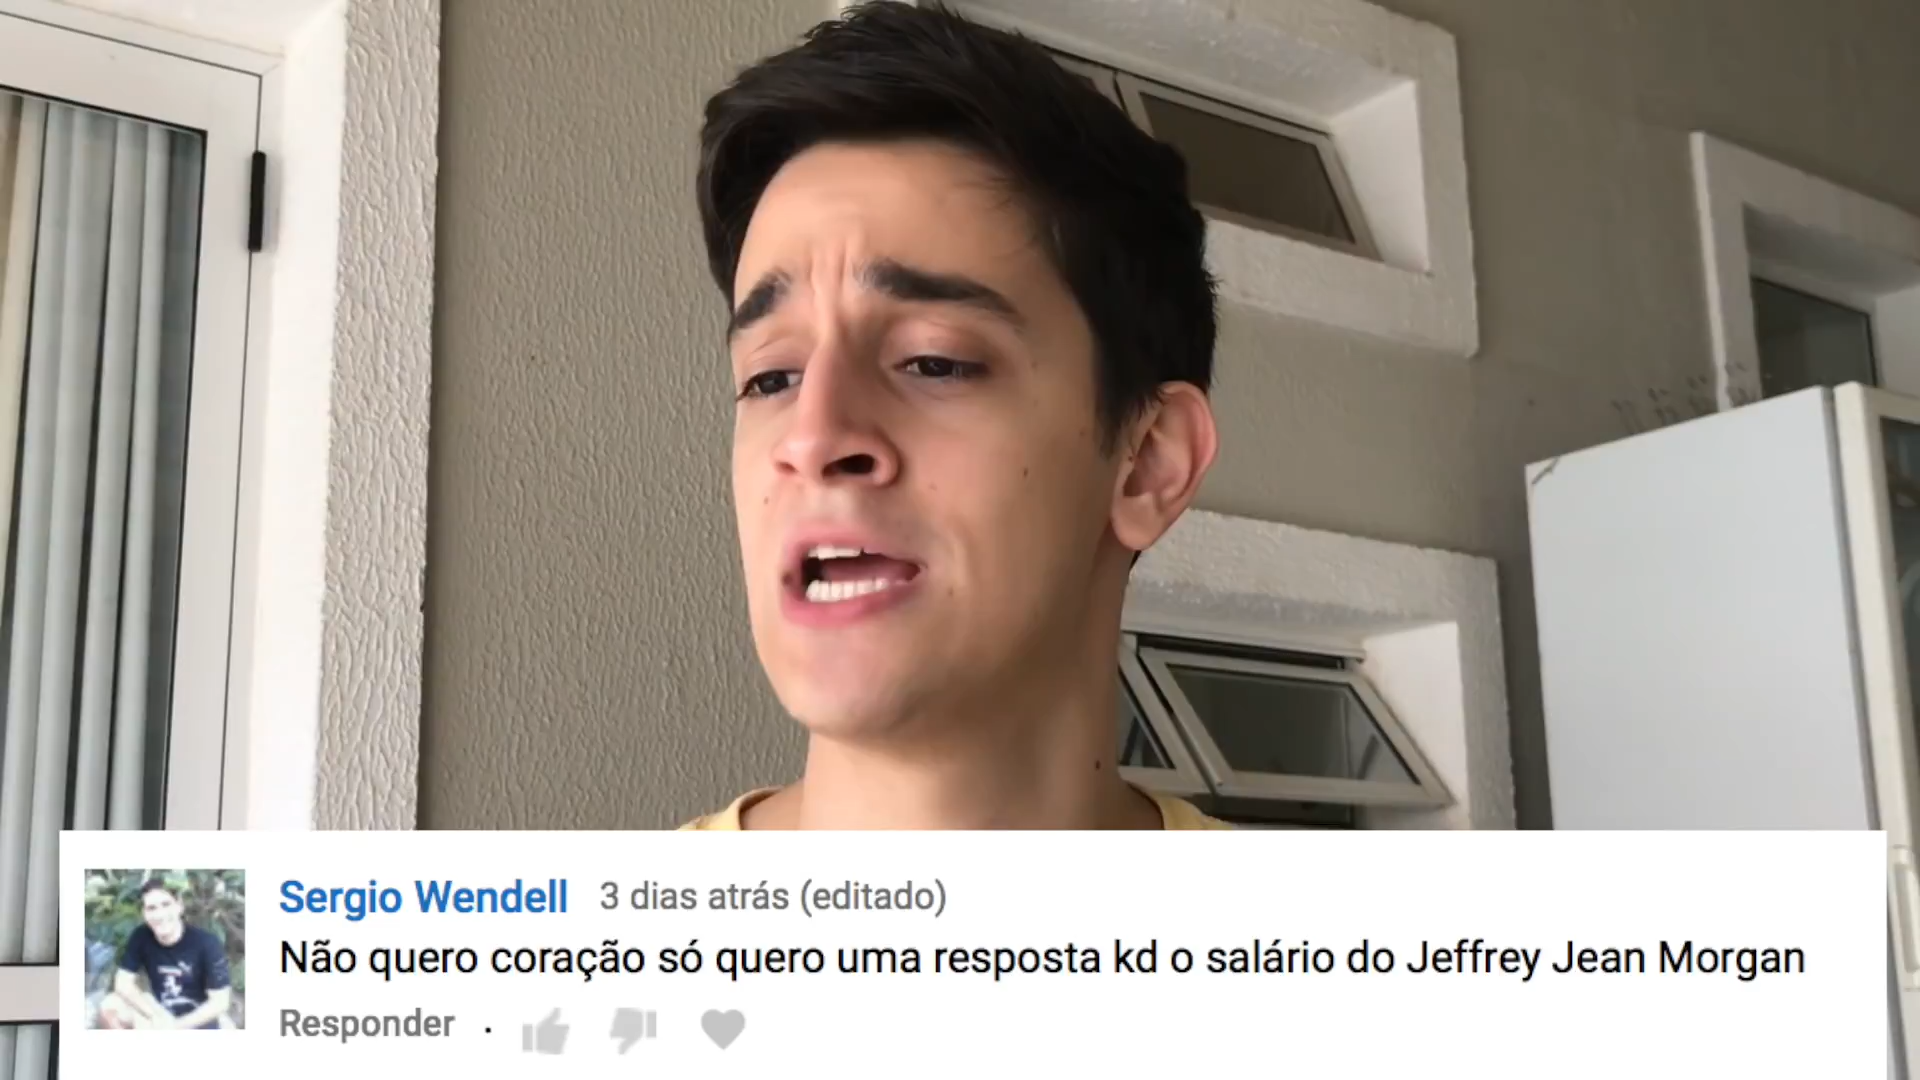 Sergio Wendell 3 dias atrás (editado)
Não quero coração só quero uma resposta kd o salário do Jeffrey Jean Morgan
Responder ·